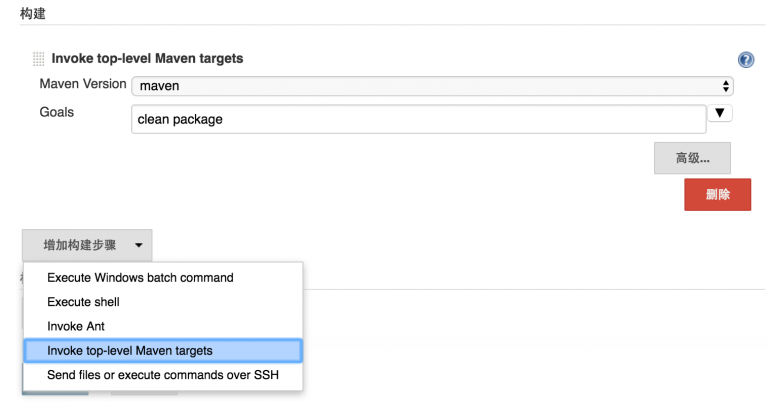 构建
Invoke top-level Maven targets
Maven Version maven
Goals clean package
高级...
删除
增加构建步骤
Execute Windows batch command
Execute shell
Invoke Ant
Invoke top-level Maven targets
Send files or execute commands over SSH